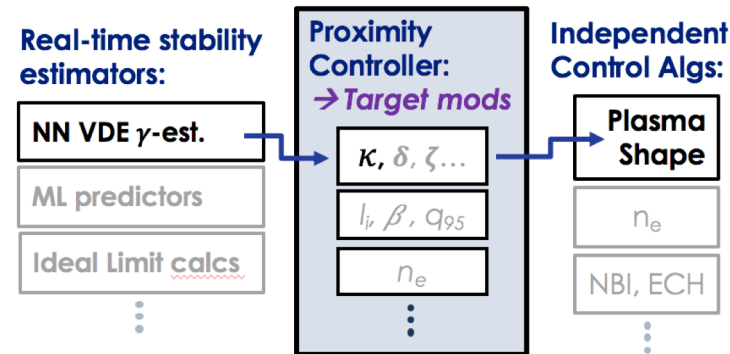 Real-time stability
estimators:
NN VDE γ-est.
ML predictors
Ideal Limit calcs
Proximity
Controller:
→ Target mods
κ, δ, ζ...
lᵢ, β, q₉₅
nₑ
Independent
Control Algs:
Plasma
Shape
nₑ
NBI, ECH